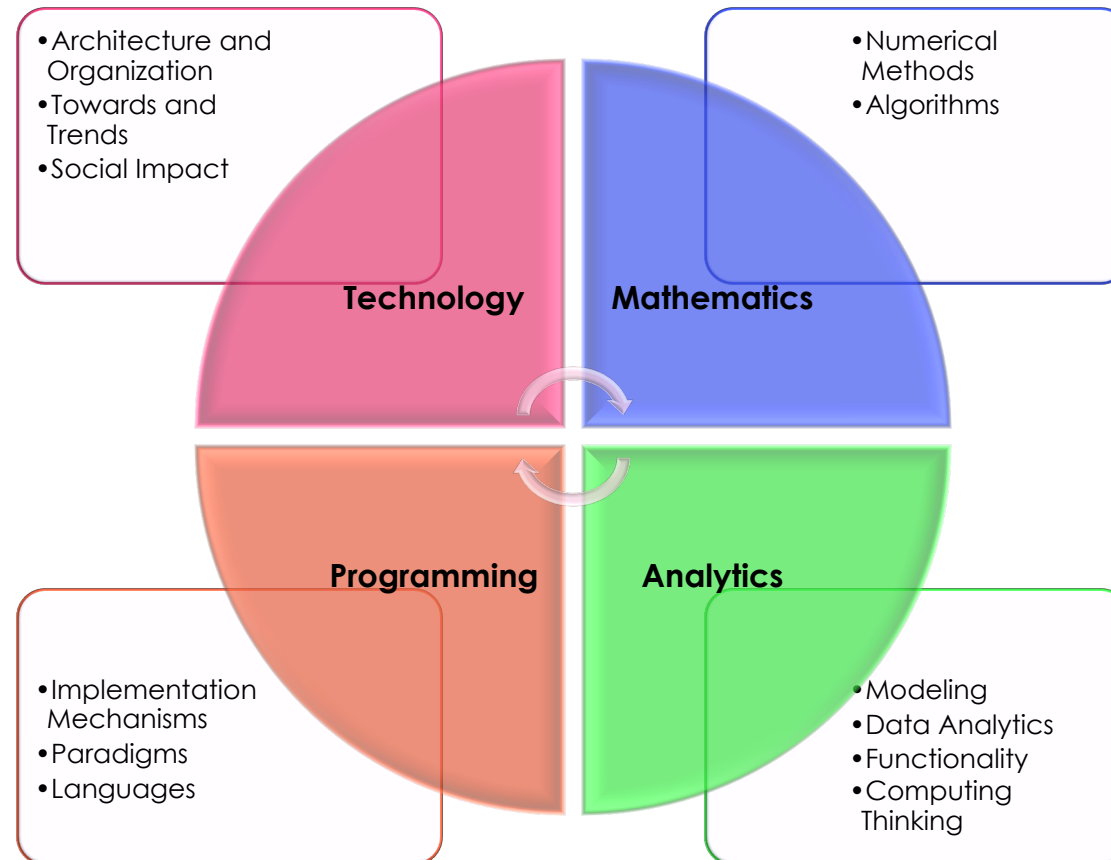 •Architecture and
Organization
•Towards and
Trends
•Social Impact
•Numerical
Methods
•Algorithms
Technology
Mathematics
Programming
Analytics
•Implementation
Mechanisms
•Paradigms
•Languages
•Modeling
•Data Analytics
•Functionality
•Computing
Thinking